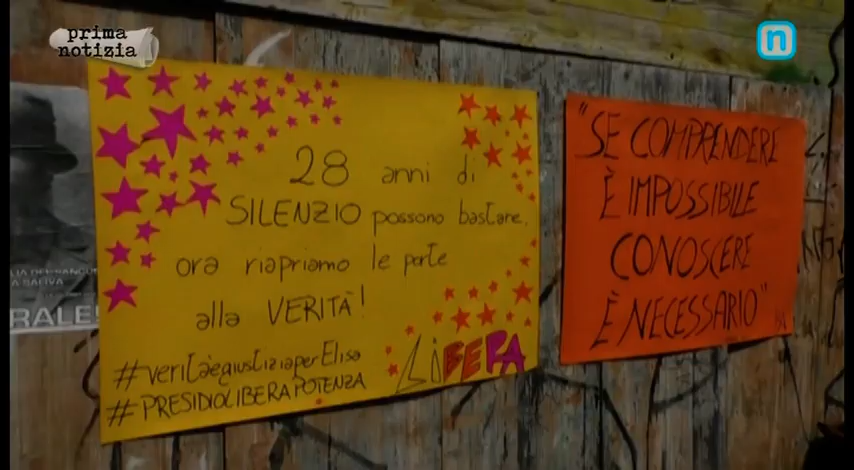 prima
notizia
n
28 anni di
SILENZIO possono bastare,
ora riapriamo le porte
alla VERITÀ!
#veritàegiustiziaperElisa
#PRESIDIOLIBERAPOTENZA
LIBERA
"SE COMPRENDERE
È IMPOSSIBILE
CONOSCERE
È NECESSARIO"
RALE!